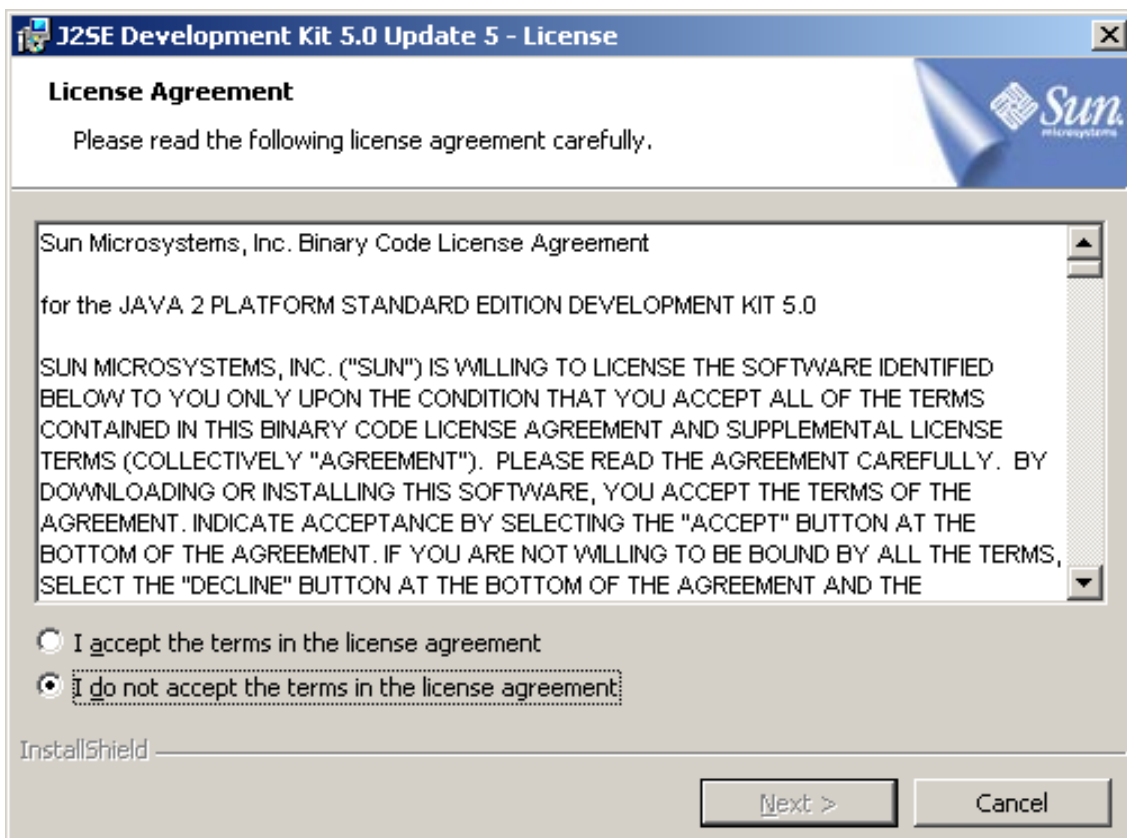 J2SE Development Kit 5.0 Update 5 - License
License Agreement
Please read the following license agreement carefully.
Sun
microsystems
Sun Microsystems, Inc. Binary Code License Agreement
for the JAVA 2 PLATFORM STANDARD EDITION DEVELOPMENT KIT 5.0
SUN MICROSYSTEMS, INC. ("SUN") IS WILLING TO LICENSE THE SOFTWARE IDENTIFIED
BELOW TO YOU ONLY UPON THE CONDITION THAT YOU ACCEPT ALL OF THE TERMS
CONTAINED IN THIS BINARY CODE LICENSE AGREEMENT AND SUPPLEMENTAL LICENSE
TERMS (COLLECTIVELY "AGREEMENT").  PLEASE READ THE AGREEMENT CAREFULLY.  BY
DOWNLOADING OR INSTALLING THIS SOFTWARE, YOU ACCEPT THE TERMS OF THE
AGREEMENT. INDICATE ACCEPTANCE BY SELECTING THE "ACCEPT" BUTTON AT THE
BOTTOM OF THE AGREEMENT. IF YOU ARE NOT WILLING TO BE BOUND BY ALL THE TERMS,
SELECT THE "DECLINE" BUTTON AT THE BOTTOM OF THE AGREEMENT AND THE
I accept the terms in the license agreement
I do not accept the terms in the license agreement
InstallShield
Next >
Cancel